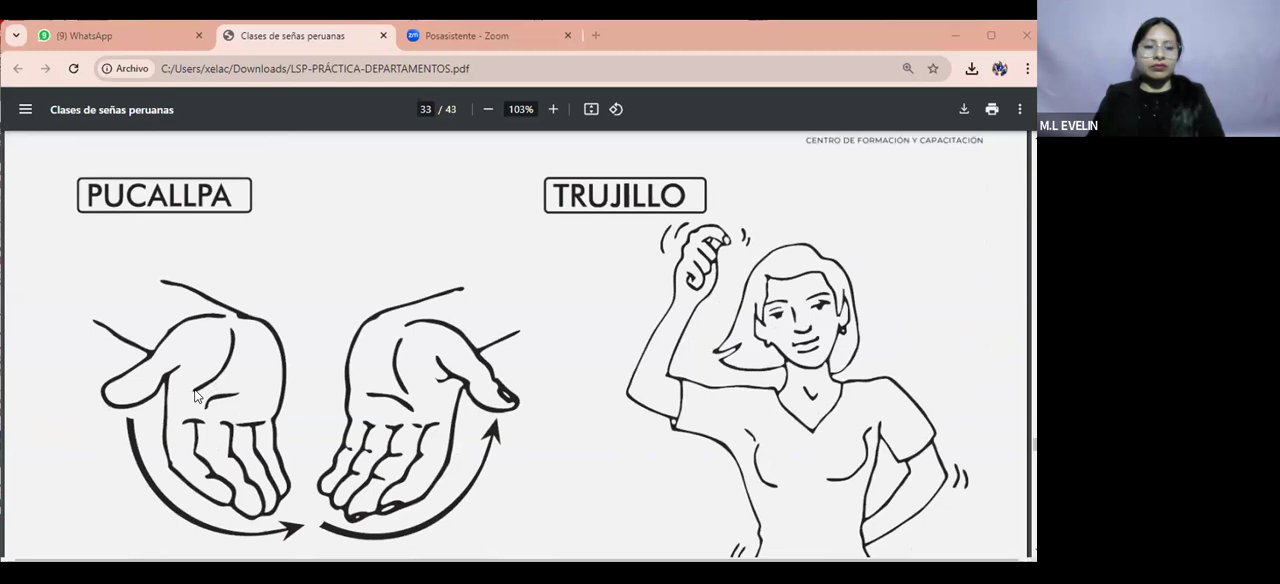 (9) WhatsApp
Clases de señas peruanas
zm Posasistente - Zoom
Archivo C:/Users/xelac/Downloads/LSP-PRÁCTICA-DEPARTAMENTOS.pdf
Clases de señas peruanas
33 / 43
103%
CENTRO DE FORMACIÓN Y CAPACITACIÓN
PUCALLPA
TRUJILLO
M.L EVELIN